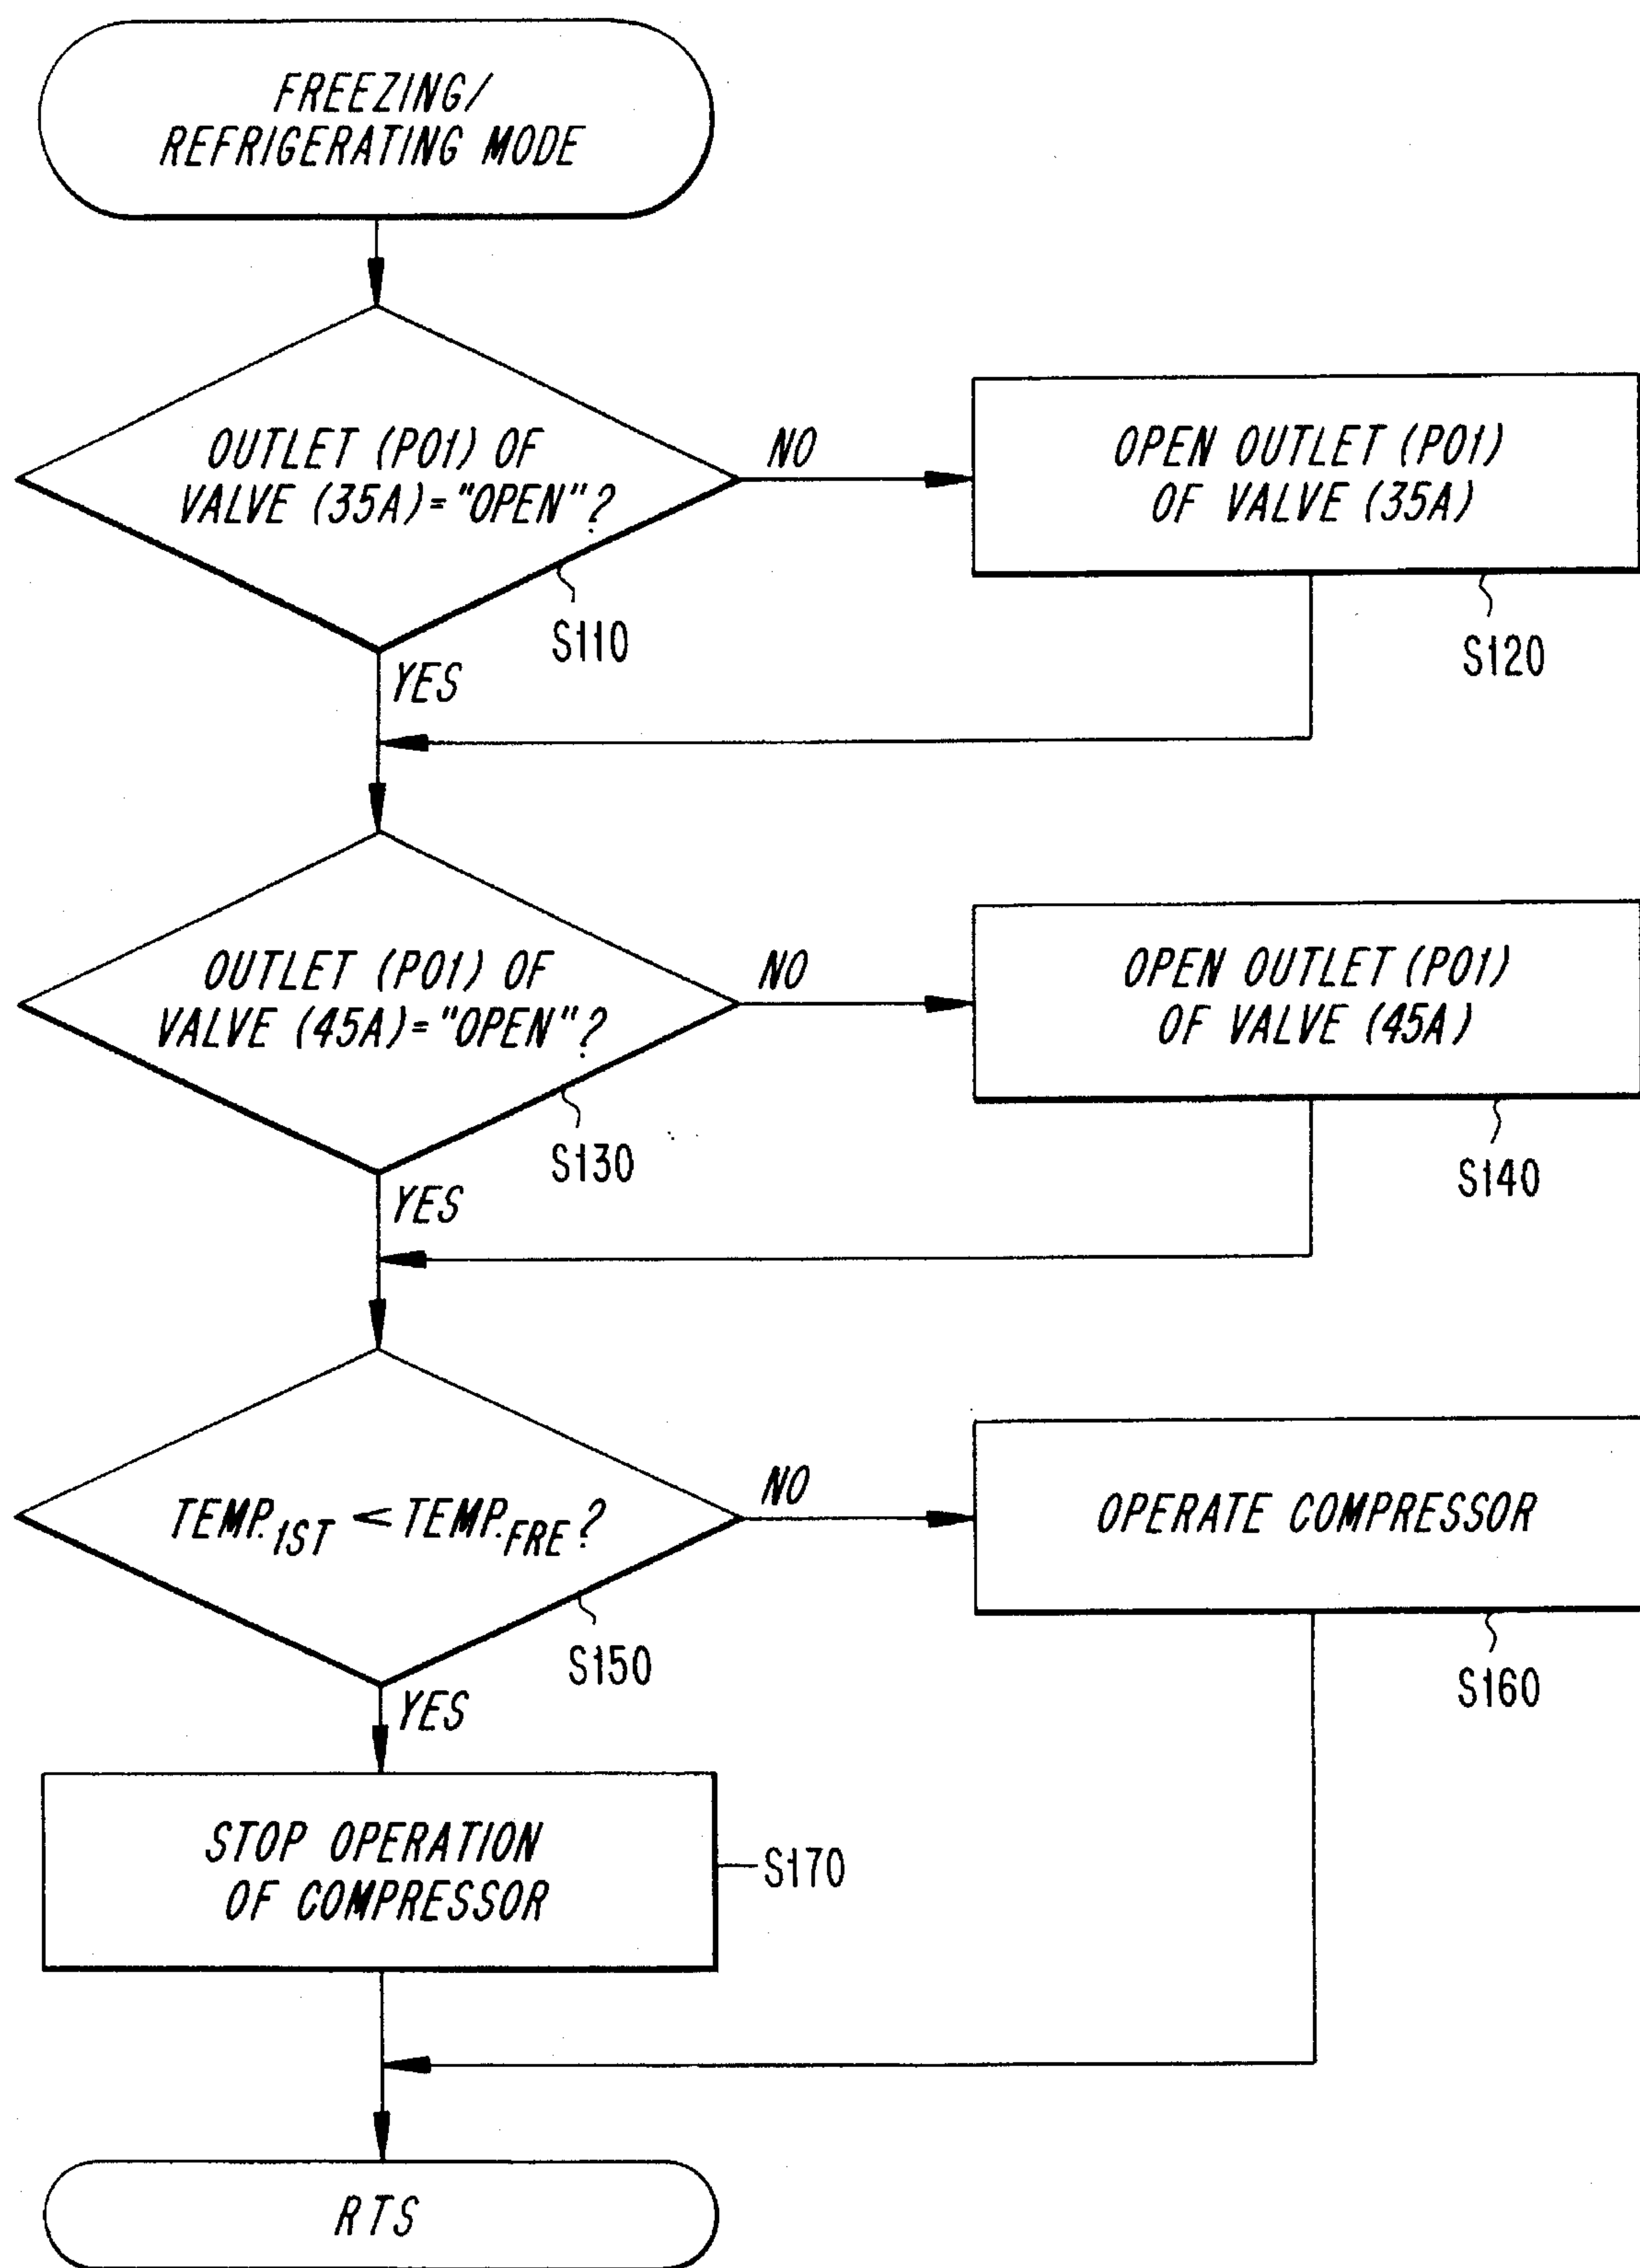 FREEZING/
REFRIGERATING MODE
OUTLET (P01) OF
VALVE (35A)="OPEN"?
NO
OPEN OUTLET (P01)
OF VALVE (35A)
S110
S120
YES
OUTLET (P01) OF
VALVE (45A)="OPEN"?
NO
OPEN OUTLET (P01)
OF VALVE (45A)
S130
S140
YES
TEMP.1ST < TEMP.FRE?
NO
OPERATE COMPRESSOR
S150
S160
YES
STOP OPERATION
OF COMPRESSOR
S170
RTS